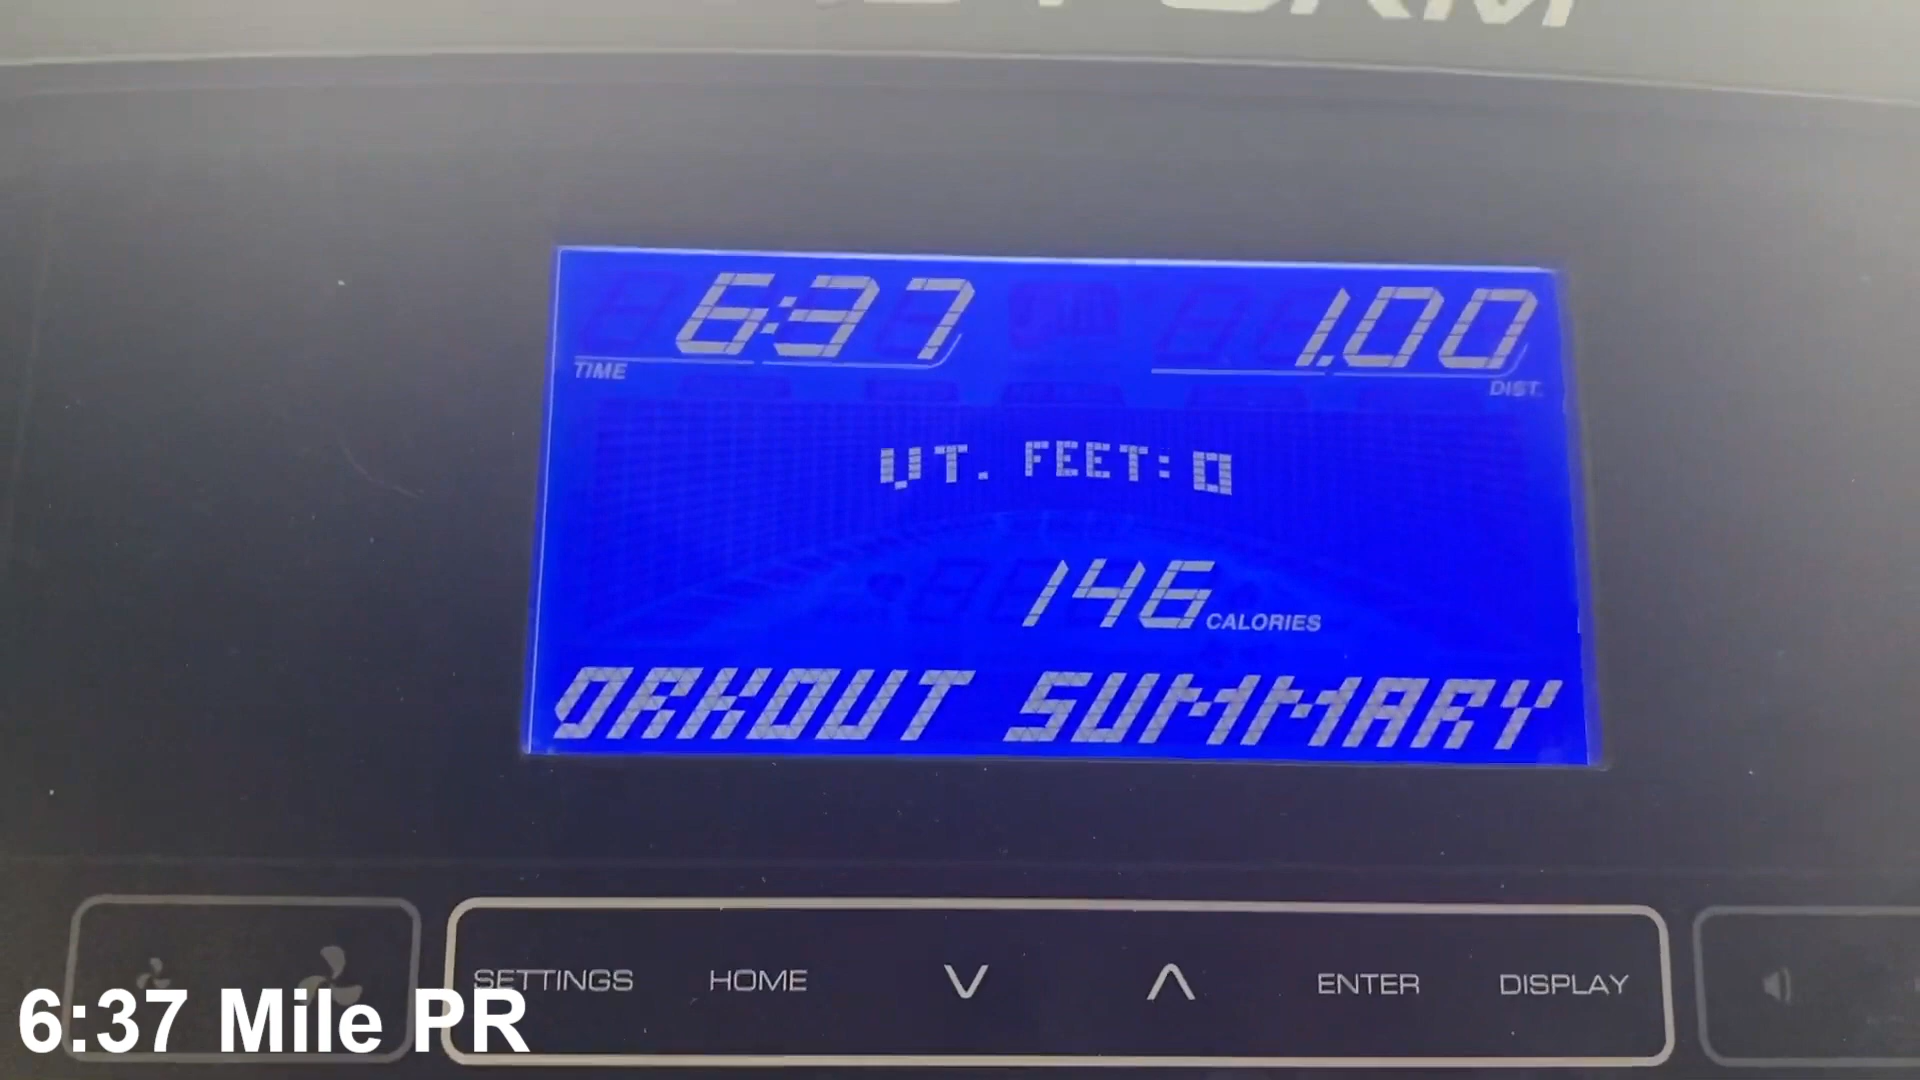 6:37
1.00
TIME
DIST.
VT. FEET: 0
146 CALORIES
ORKOUT SUMMARY
SETTINGS HOME ENTER DISPLAY
6:37 Mile PR